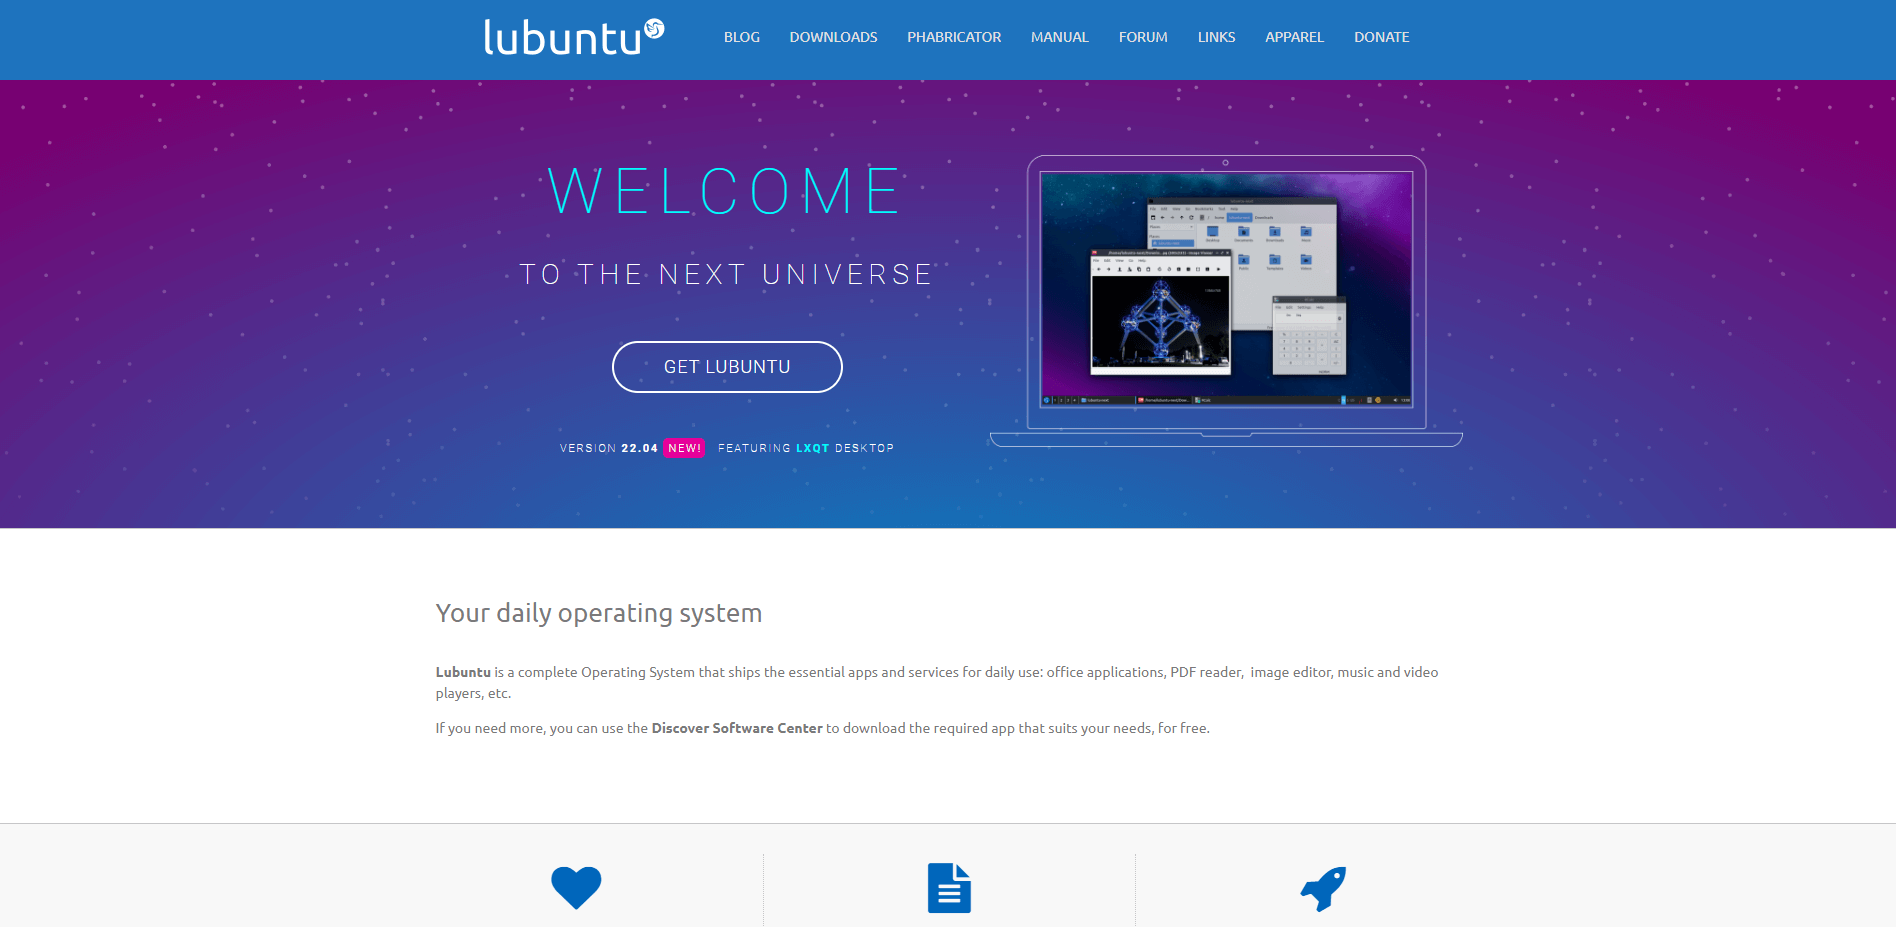 lubuntu
BLOG DOWNLOADS PHABRICATOR MANUAL FORUM LINKS APPAREL DONATE
WELCOME
TO THE NEXT UNIVERSE
GET LUBUNTU
VERSION 22.04 NEW! FEATURING LXQT DESKTOP
Your daily operating system
Lubuntu is a complete Operating System that ships the essential apps and services for daily use: office applications, PDF reader, image editor, music and video
players, etc.
If you need more, you can use the Discover Software Center to download the required app that suits your needs, for free.